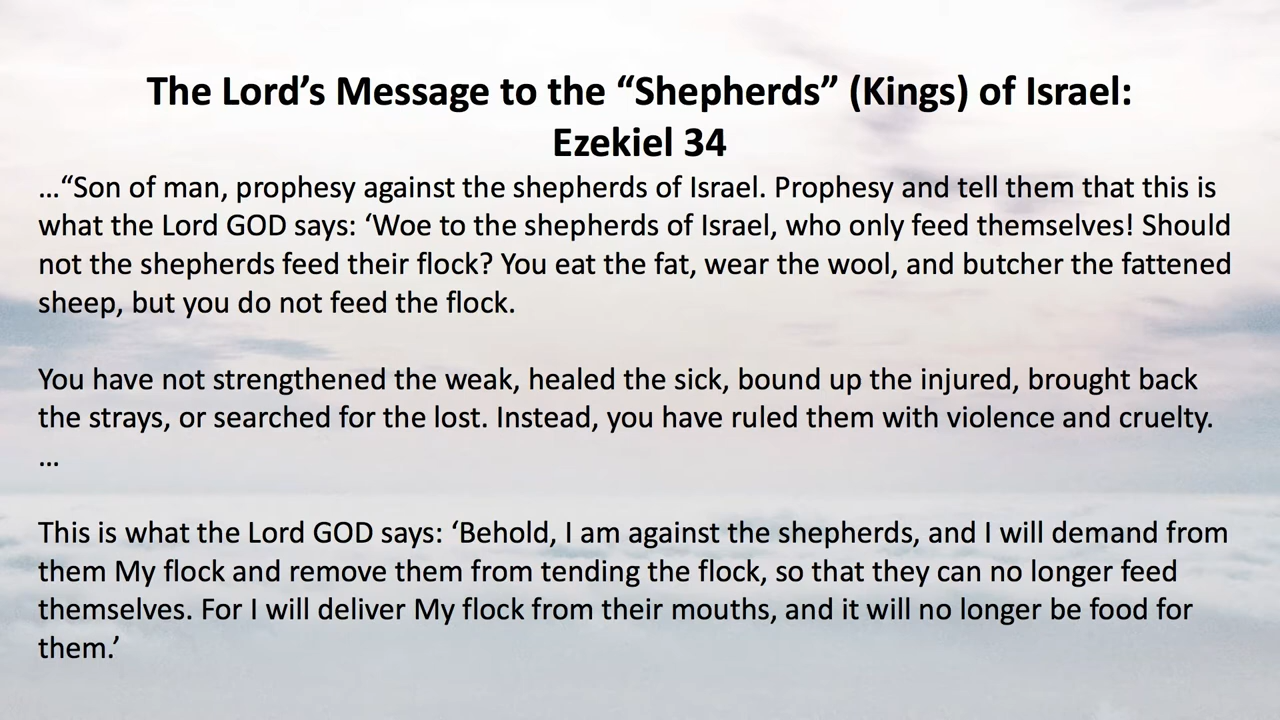 The Lord’s Message to the “Shepherds” (Kings) of Israel:
Ezekiel 34
…“Son of man, prophesy against the shepherds of Israel. Prophesy and tell them that this is
what the Lord GOD says: ‘Woe to the shepherds of Israel, who only feed themselves! Should
not the shepherds feed their flock? You eat the fat, wear the wool, and butcher the fattened
sheep, but you do not feed the flock.
You have not strengthened the weak, healed the sick, bound up the injured, brought back
the strays, or searched for the lost. Instead, you have ruled them with violence and cruelty.
…
This is what the Lord GOD says: ‘Behold, I am against the shepherds, and I will demand from
them My flock and remove them from tending the flock, so that they can no longer feed
themselves. For I will deliver My flock from their mouths, and it will no longer be food for
them.’